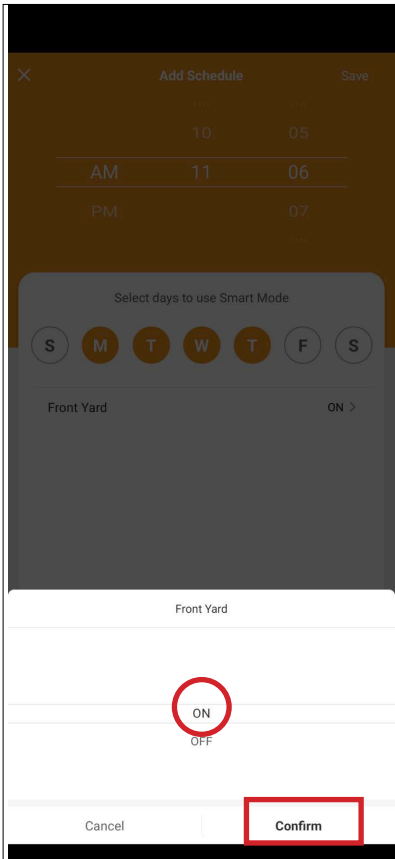 Add Schedule Save
10 05
AM 11 06
PM 07
Select days to use Smart Mode
S M T W T F S
Front Yard ON >
Front Yard
ON
OFF
Cancel Confirm